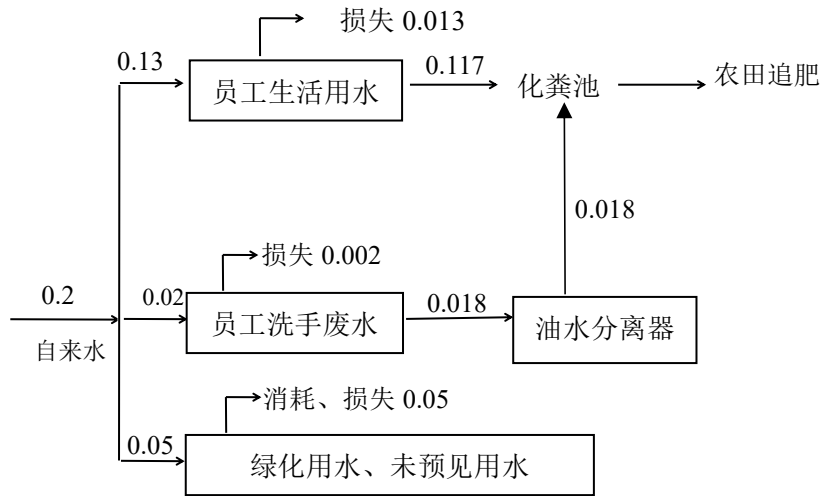 损失 0.013
0.13
员工生活用水
0.117
化粪池
农田追肥
0.018
损失 0.002
0.2
自来水
0.02
员工洗手废水
0.018
油水分离器
消耗、损失 0.05
0.05
绿化用水、未预见用水